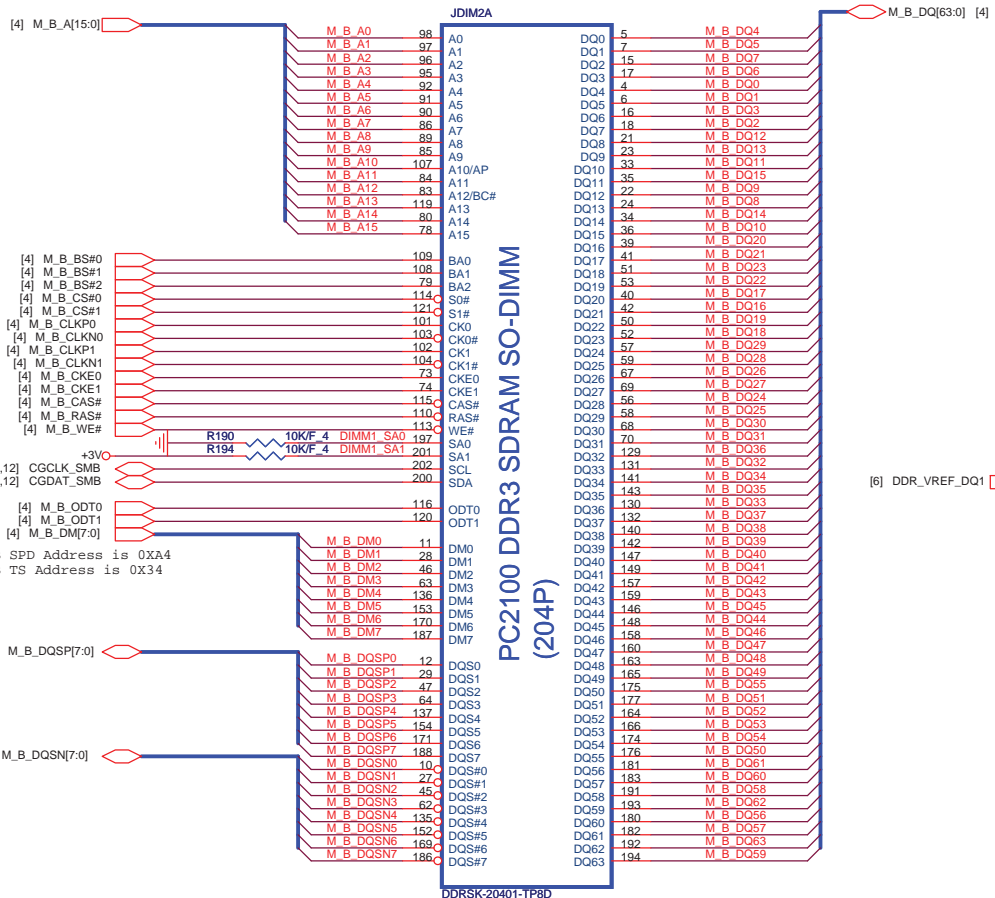 JDIM2A
[4] M_B_A[15:0]
M_B_A0 98 A0
M_B_A1 97 A1
M_B_A2 96 A2
M_B_A3 95 A3
M_B_A4 92 A4
M_B_A5 91 A5
M_B_A6 90 A6
M_B_A7 86 A7
M_B_A8 89 A8
M_B_A9 85 A9
M_B_A10 107 A10/AP
M_B_A11 84 A11
M_B_A12 83 A12/BC#
M_B_A13 119 A13
M_B_A14 80 A14
M_B_A15 78 A15
[4] M_B_BS#0 109 BA0
[4] M_B_BS#1 108 BA1
[4] M_B_BS#2 79 BA2
[4] M_B_CS#0 114 S0#
[4] M_B_CS#1 121 S1#
[4] M_B_CLKP0 101 CK0
[4] M_B_CLKN0 103 CK0#
[4] M_B_CLKP1 102 CK1
[4] M_B_CLKN1 104 CK1#
[4] M_B_CKE0 73 CKE0
[4] M_B_CKE1 74 CKE1
[4] M_B_CAS# 115 CAS#
[4] M_B_RAS# 110 RAS#
[4] M_B_WE# 113 WE#
R190 10K/F_4 DIMM1_SA0 197 SA0
+3V R194 10K/F_4 DIMM1_SA1 201 SA1
,12] CGCLK_SMB 202 SCL
,12] CGDAT_SMB 200 SDA
[4] M_B_ODT0 116 ODT0
[4] M_B_ODT1 120 ODT1
[4] M_B_DM[7:0]
SPD Address is 0XA4
TS Address is 0X34
M_B_DM0 11 DM0
M_B_DM1 28 DM1
M_B_DM2 46 DM2
M_B_DM3 63 DM3
M_B_DM4 136 DM4
M_B_DM5 153 DM5
M_B_DM6 170 DM6
M_B_DM7 187 DM7
M_B_DQSP[7:0]
M_B_DQSP0 12 DQS0
M_B_DQSP1 29 DQS1
M_B_DQSP2 47 DQS2
M_B_DQSP3 64 DQS3
M_B_DQSP4 137 DQS4
M_B_DQSP5 154 DQS5
M_B_DQSP6 171 DQS6
M_B_DQSP7 188 DQS7
M_B_DQSN[7:0]
M_B_DQSN0 10 DQS#0
M_B_DQSN1 27 DQS#1
M_B_DQSN2 45 DQS#2
M_B_DQSN3 62 DQS#3
M_B_DQSN4 135 DQS#4
M_B_DQSN5 152 DQS#5
M_B_DQSN6 169 DQS#6
M_B_DQSN7 186 DQS#7
PC2100 DDR3 SDRAM SO-DIMM
(204P)
M_B_DQ[63:0] [4]
DQ0 5 M_B_DQ4
DQ1 7 M_B_DQ5
DQ2 15 M_B_DQ7
DQ3 17 M_B_DQ6
DQ4 4 M_B_DQ0
DQ5 6 M_B_DQ1
DQ6 16 M_B_DQ3
DQ7 18 M_B_DQ2
DQ8 21 M_B_DQ12
DQ9 23 M_B_DQ13
DQ10 33 M_B_DQ11
DQ11 35 M_B_DQ15
DQ12 22 M_B_DQ9
DQ13 24 M_B_DQ8
DQ14 34 M_B_DQ14
DQ15 36 M_B_DQ10
DQ16 39 M_B_DQ20
DQ17 41 M_B_DQ21
DQ18 51 M_B_DQ23
DQ19 53 M_B_DQ22
DQ20 40 M_B_DQ17
DQ21 42 M_B_DQ16
DQ22 50 M_B_DQ19
DQ23 52 M_B_DQ18
DQ24 57 M_B_DQ29
DQ25 59 M_B_DQ28
DQ26 67 M_B_DQ26
DQ27 69 M_B_DQ27
DQ28 56 M_B_DQ24
DQ29 58 M_B_DQ25
DQ30 68 M_B_DQ30
DQ31 70 M_B_DQ31
DQ32 129 M_B_DQ36
DQ33 131 M_B_DQ32
DQ34 141 M_B_DQ34
DQ35 143 M_B_DQ35
DQ36 130 M_B_DQ33
DQ37 132 M_B_DQ37
DQ38 140 M_B_DQ38
DQ39 142 M_B_DQ39
DQ40 147 M_B_DQ40
DQ41 149 M_B_DQ41
DQ42 157 M_B_DQ42
DQ43 159 M_B_DQ43
DQ44 146 M_B_DQ45
DQ45 148 M_B_DQ44
DQ46 158 M_B_DQ46
DQ47 160 M_B_DQ47
DQ48 163 M_B_DQ48
DQ49 165 M_B_DQ49
DQ50 175 M_B_DQ55
DQ51 177 M_B_DQ51
DQ52 164 M_B_DQ52
DQ53 166 M_B_DQ53
DQ54 174 M_B_DQ54
DQ55 176 M_B_DQ50
DQ56 181 M_B_DQ61
DQ57 183 M_B_DQ60
DQ58 191 M_B_DQ58
DQ59 193 M_B_DQ62
DQ60 180 M_B_DQ56
DQ61 182 M_B_DQ57
DQ62 192 M_B_DQ63
DQ63 194 M_B_DQ59
[6] DDR_VREF_DQ1
DDRSK-20401-TP8D